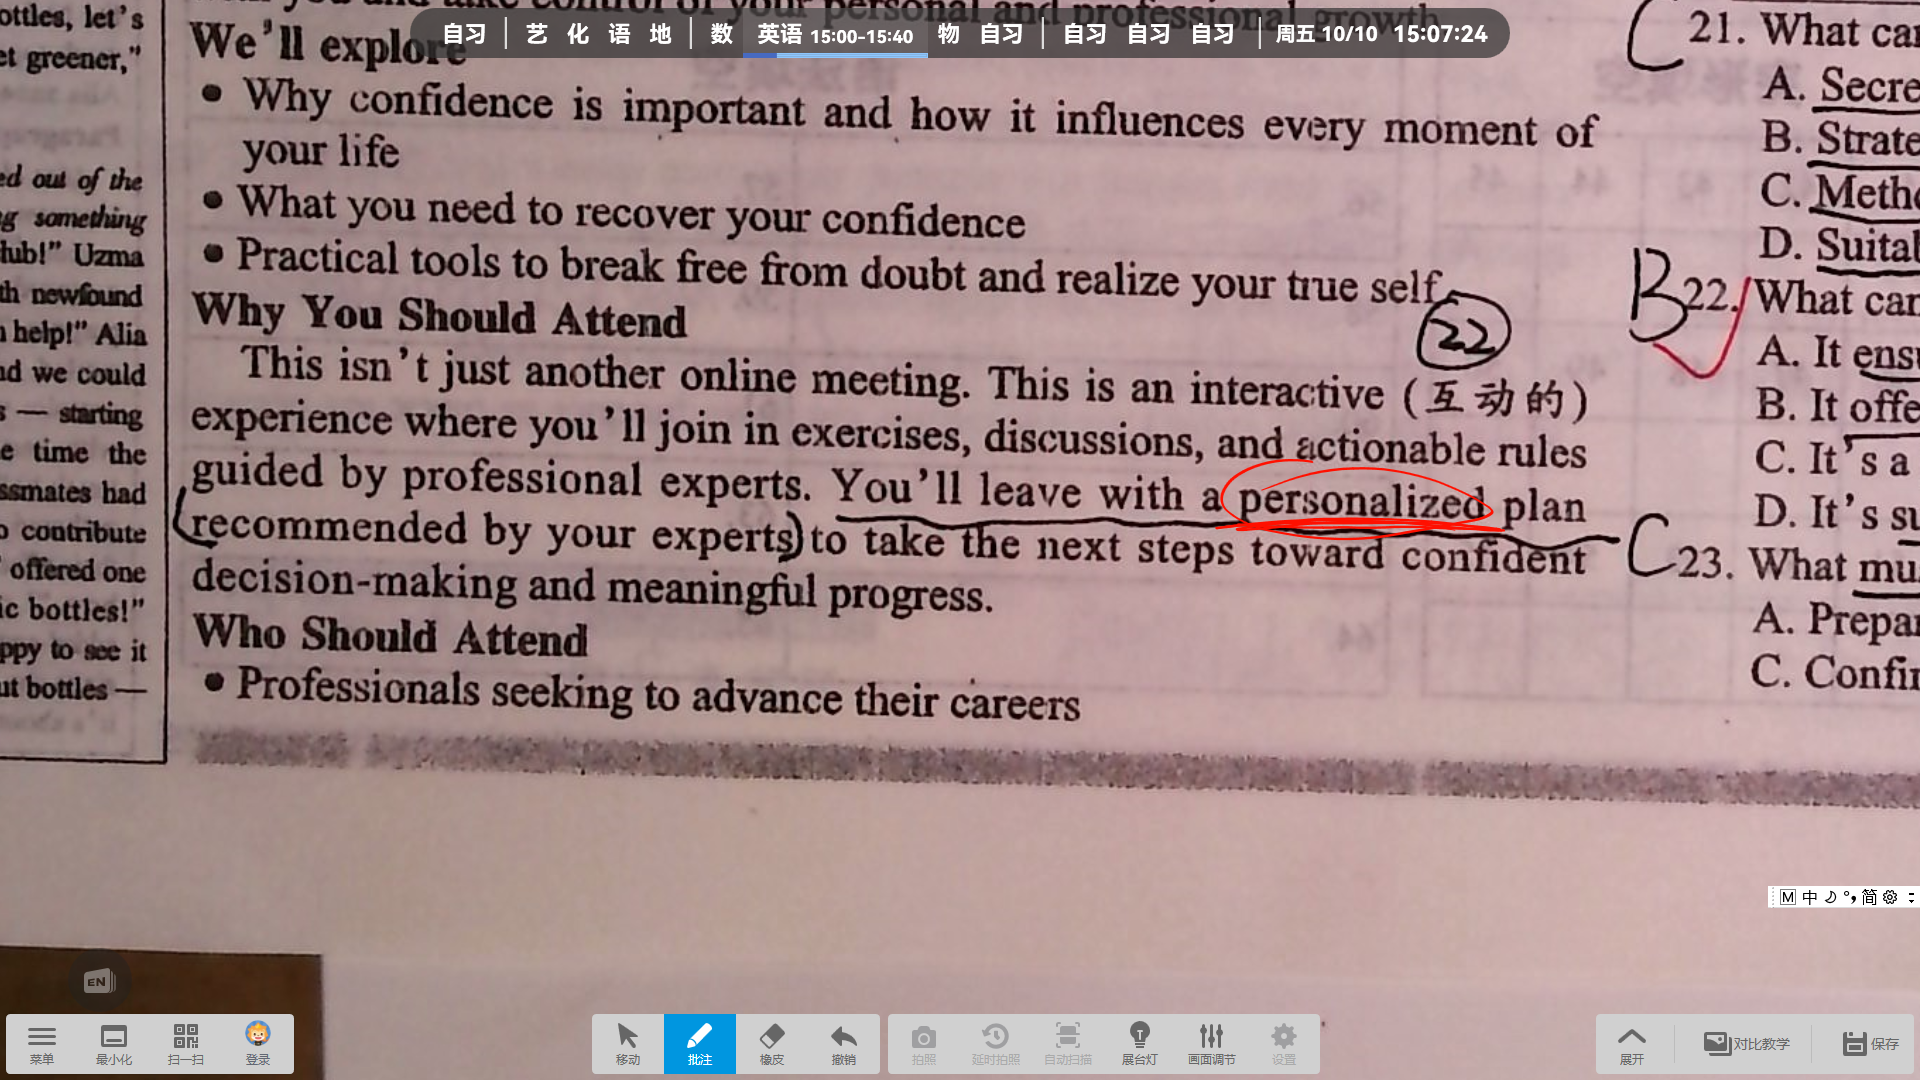 自习 | 艺 化 语 地 | 数 英语 15:00-15:40 物 自习 | 自习 自习 自习 | 周五 10/10 15:07:24
ottles, let's
et greener,"
ed out of the
something
Uzma
th newfound
help!" Alia
we could
— starting
time the
had
contribute
offered one
ic bottles!"
to see it
bottles —
We'll explore
• Why confidence is important and how it influences every moment of
your life
• What you need to recover your confidence
• Practical tools to break free from doubt and realize your true self
Why You Should Attend
22
This isn't just another online meeting. This is an interactive (互动的)
experience where you'll join in exercises, discussions, and actionable rules
guided by professional experts. You'll leave with a personalized plan
(recommended by your experts) to take the next steps toward confident
decision-making and meaningful progress.
Who Should Attend
• Professionals seeking to advance their careers
C 21. What can
A. Secre
B. Strate
C. Metho
D. Suital
B 22. What can
A. It ensu
B. It offe
C. It's a
D. It's su
C 23. What mu
A. Prepar
C. Confir
M 中 简
EN
菜单 最小化 扫一扫 登录 移动 批注 橡皮 撤销 拍照 延时拍照 自动扫描 展台灯 画面调节 设置 展开 对比教学 保存